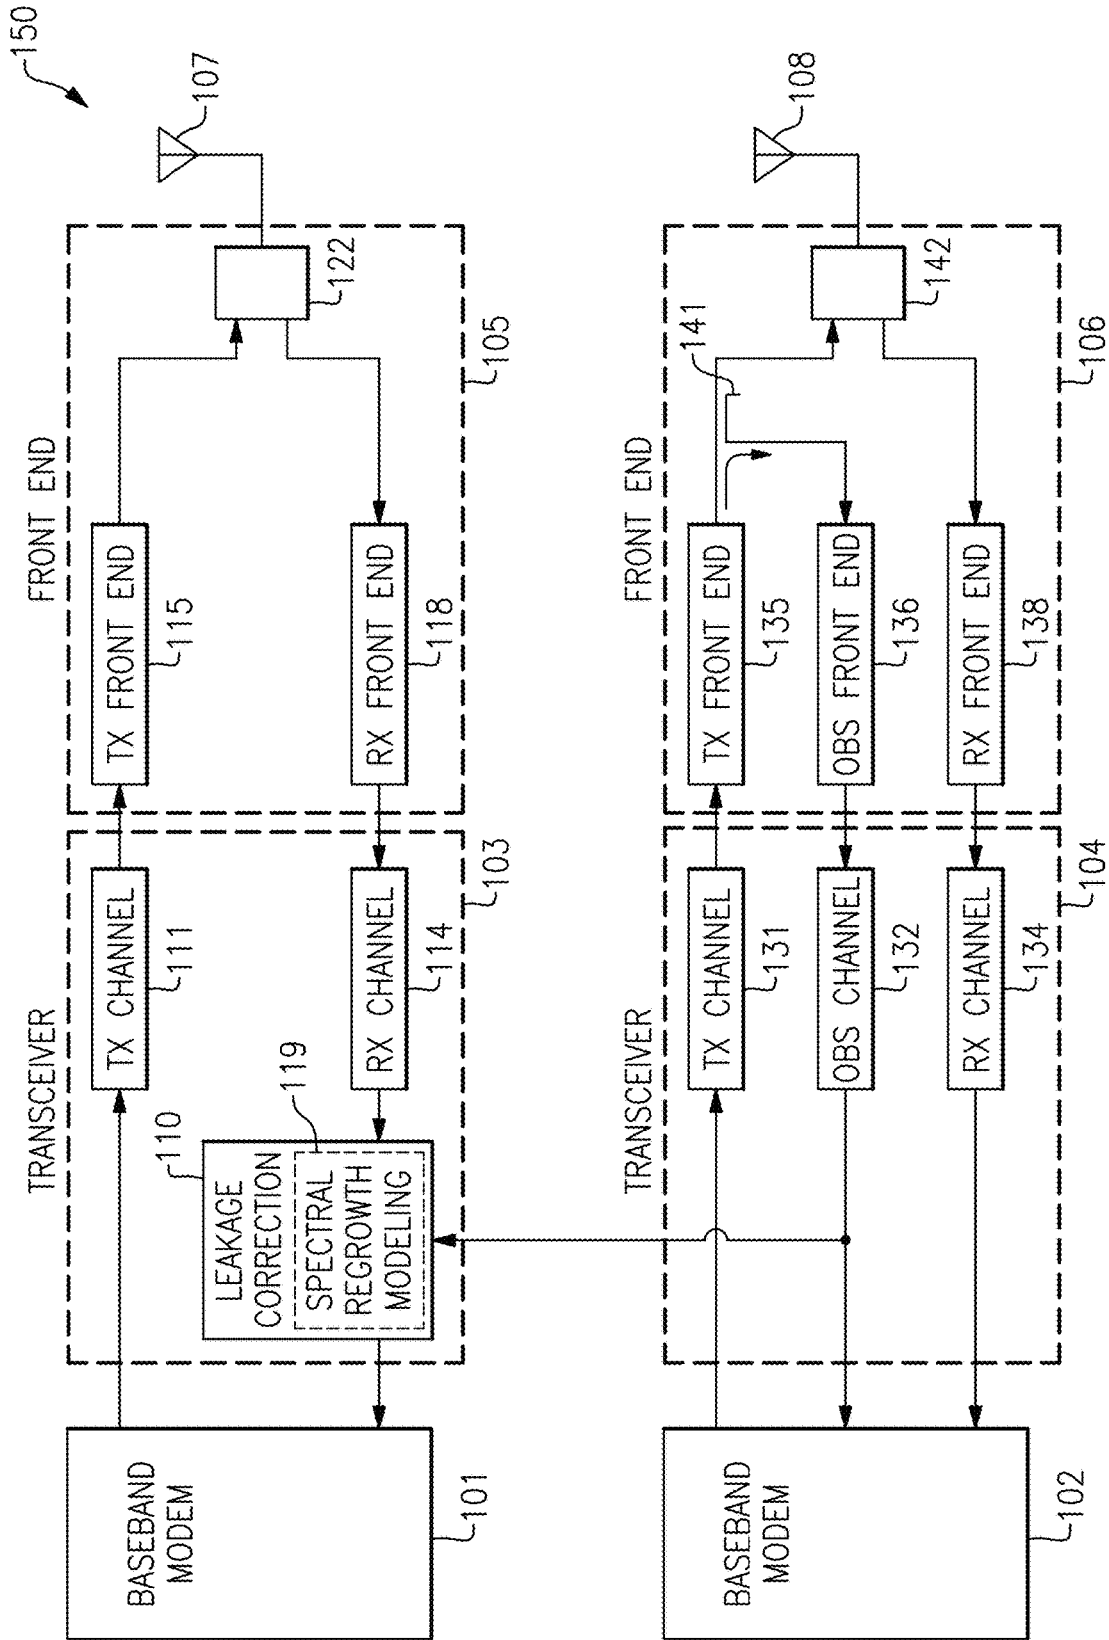 150
FRONT END
TRANSCEIVER
107
122
105
TX FRONT END
115
RX FRONT END
118
103
TX CHANNEL
111
RX CHANNEL
114
110
119
LEAKAGE
CORRECTION
SPECTRAL
REGROWTH
MODELING
BASEBAND
MODEM
101
FRONT END
TRANSCEIVER
108
142
141
106
TX FRONT END
135
OBS FRONT END
136
RX FRONT END
138
104
TX CHANNEL
131
OBS CHANNEL
132
RX CHANNEL
134
BASEBAND
MODEM
102